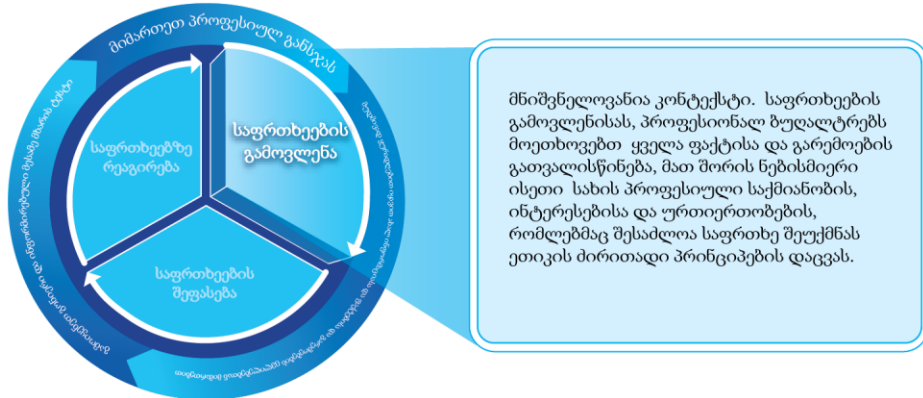 მიმართეთ პროფესიულ განსჯას
საფრთხეების
გამოვლენა
საფრთხეებზე
რეაგირება
საფრთხეების
შეფასება
მნიშვნელოვანია კონტექსტი. საფრთხეების
გამოვლენისას, პროფესიონალ ბუღალტრებს
მოეთხოვებთ ყველა ფაქტისა და გარემოების
გათვალისწინება, მათ შორის ნებისმიერი
ისეთი სახის პროფესიული საქმიანობის,
ინტერესებისა და ურთიერთობების,
რომლებმაც შესაძლოა საფრთხე შეუქმნას
ეთიკის ძირითადი პრინციპების დაცვას.